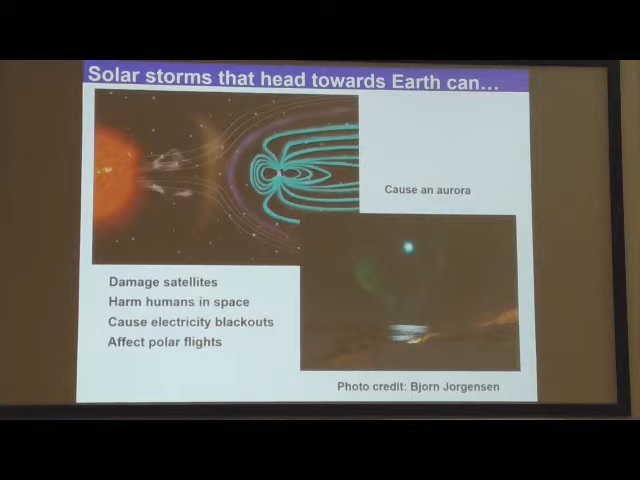 Solar storms that head towards Earth can...
Cause an aurora
Damage satellites
Harm humans in space
Cause electricity blackouts
Affect polar flights
Photo credit: Bjorn Jorgensen